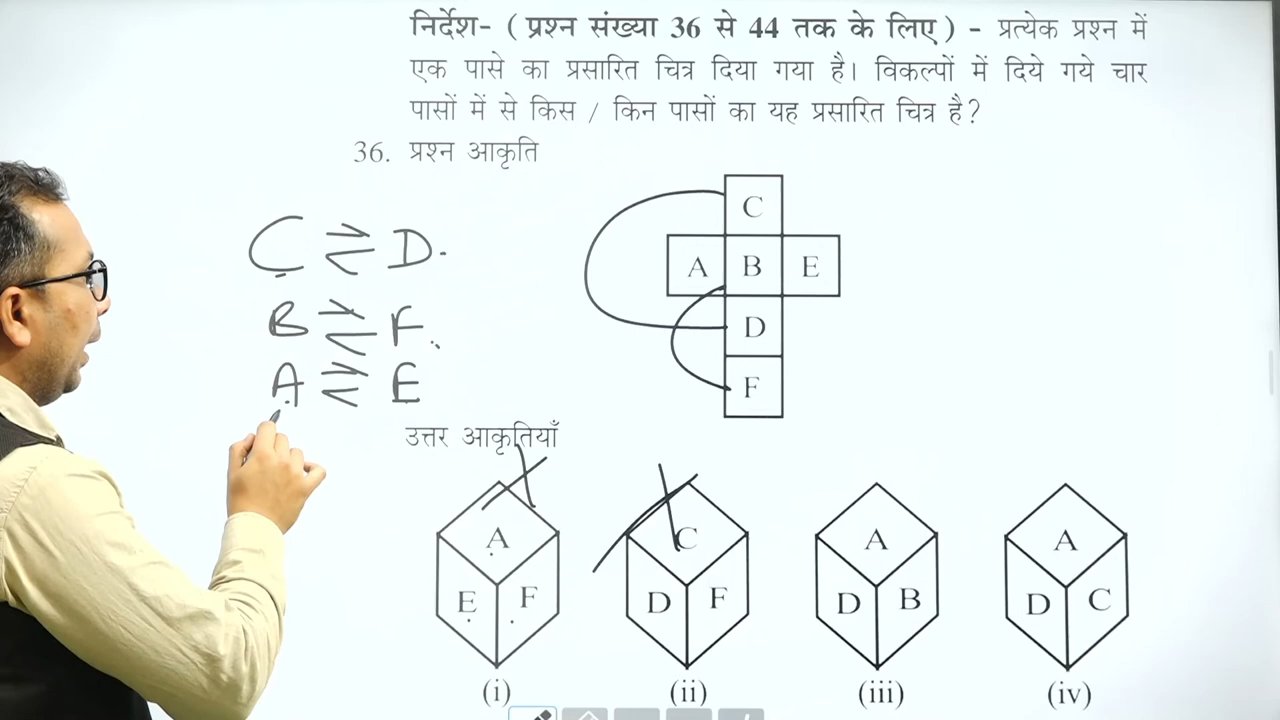 निर्देश- ( प्रश्न संख्या 36 से 44 तक के लिए ) - प्रत्येक प्रश्न में
एक पासे का प्रसारित चित्र दिया गया है। विकल्पों में दिये गये चार
पासों में से किस / किन पासों का यह प्रसारित चित्र है?
36. प्रश्न आकृति
C
A B E
D
F
C ⇌ D.
B ⇌ F.
A ⇌ E
उत्तर आकृतियाँ
A C A A
E F D F D B D C
(i) (ii) (iii) (iv)